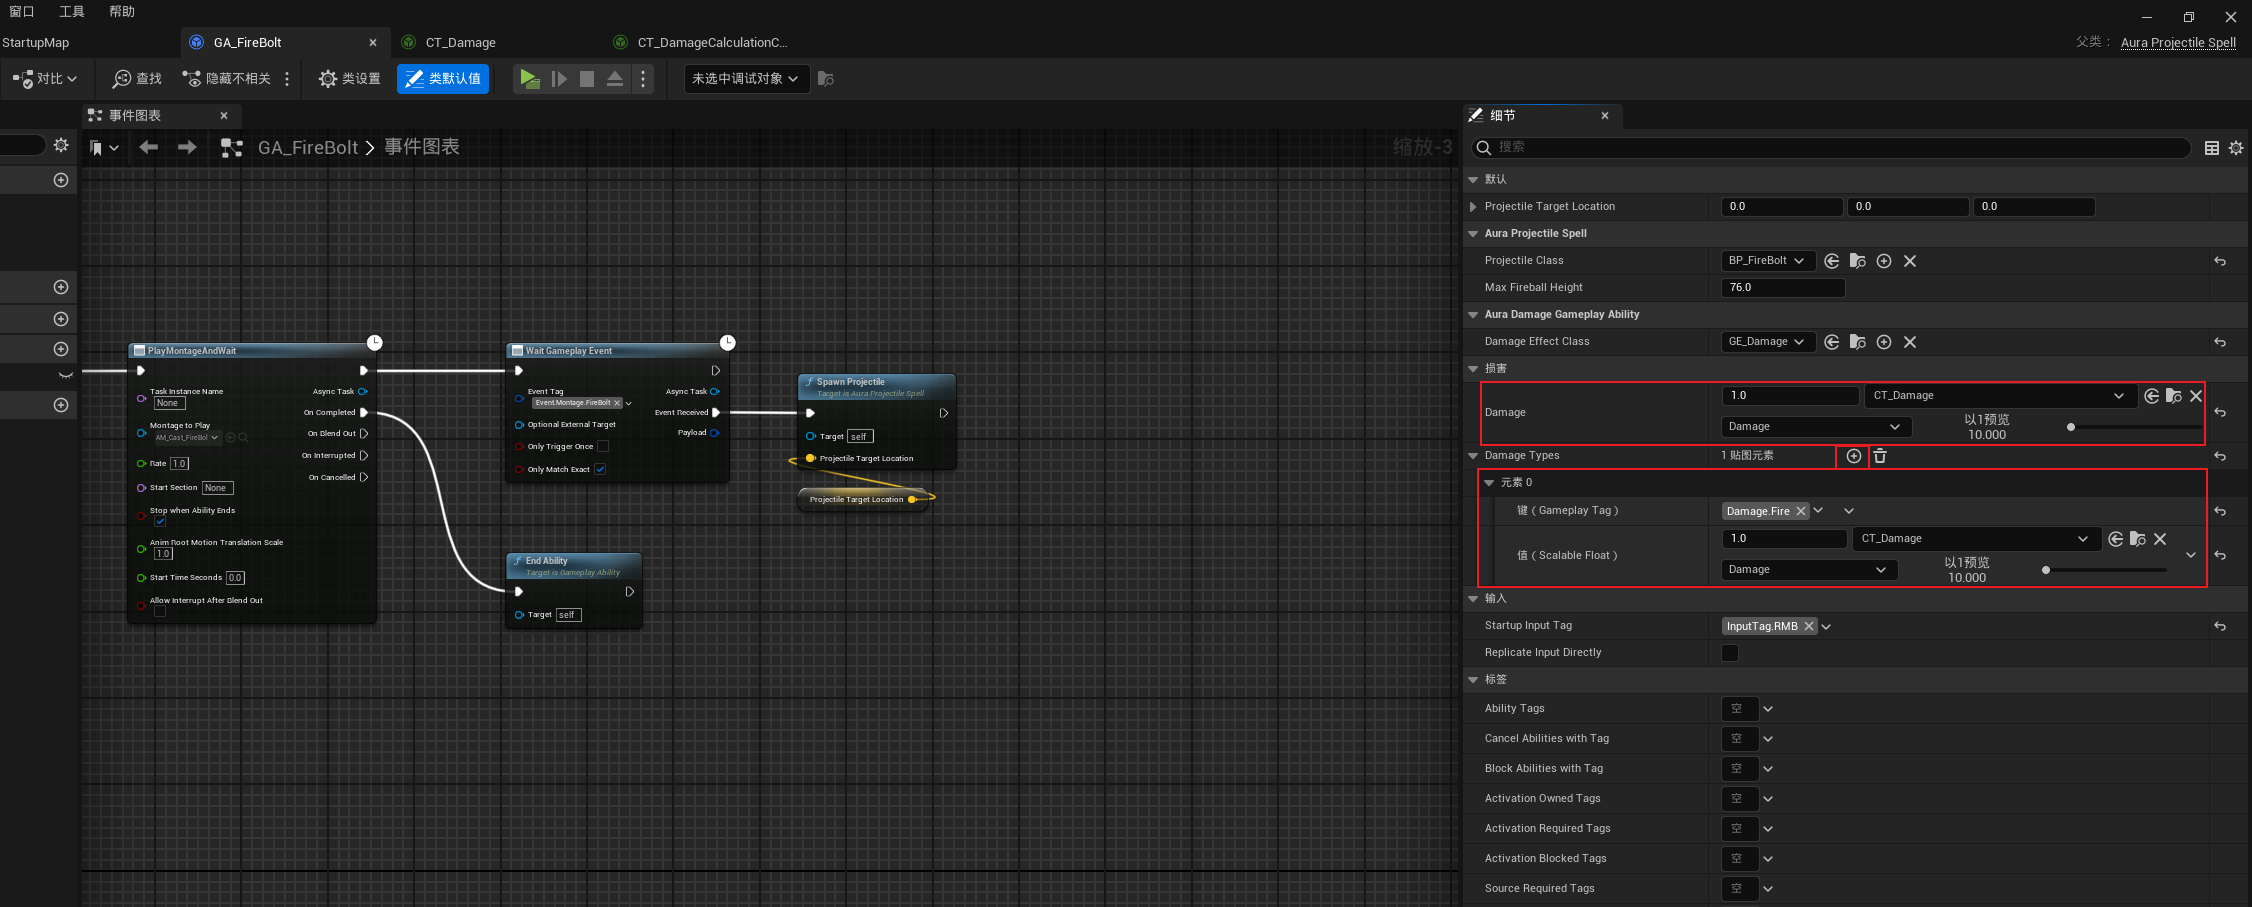 窗口 工具 帮助
StartupMap GA_FireBolt CT_Damage CT_DamageCalculationC...
父类： Aura Projectile Spell
对比 查找 隐藏不相关 类设置 类默认值 未选中调试对象
事件图表
GA_FireBolt 事件图表 缩放-3
PlayMontageAndWait
Async Task
Task Instance Name
None
On Completed
Montage to Play
AM_Cast_FireBol
On Blend Out
On Interrupted
Rate 1.0
On Cancelled
Start Section None
Stop when Ability Ends
Anim Root Motion Translation Scale
1.0
Start Time Seconds 0.0
Allow Interrupt After Blend Out
Wait Gameplay Event
Event Tag Async Task
Event.Montage.FireBolt
Event Received
Optional External Target
Payload
Only Trigger Once
Only Match Exact
Spawn Projectile
Target is Aura Projectile Spell
Target self
Projectile Target Location
Projectile Target Location
End Ability
Target is Gameplay Ability
Target self
细节
搜索
默认
Projectile Target Location 0.0 0.0 0.0
Aura Projectile Spell
Projectile Class BP_FireBolt
Max Fireball Height 76.0
Aura Damage Gameplay Ability
Damage Effect Class GE_Damage
损害
Damage 1.0 CT_Damage
Damage 以1预览
10.000
Damage Types 1 贴图元素
元素 0
键 ( Gameplay Tag ) Damage.Fire
值 ( Scalable Float ) 1.0 CT_Damage
Damage 以1预览
10.000
输入
Startup Input Tag InputTag.RMB
Replicate Input Directly
标签
Ability Tags 空
Cancel Abilities with Tag 空
Block Abilities with Tag 空
Activation Owned Tags 空
Activation Required Tags 空
Activation Blocked Tags 空
Source Required Tags 空